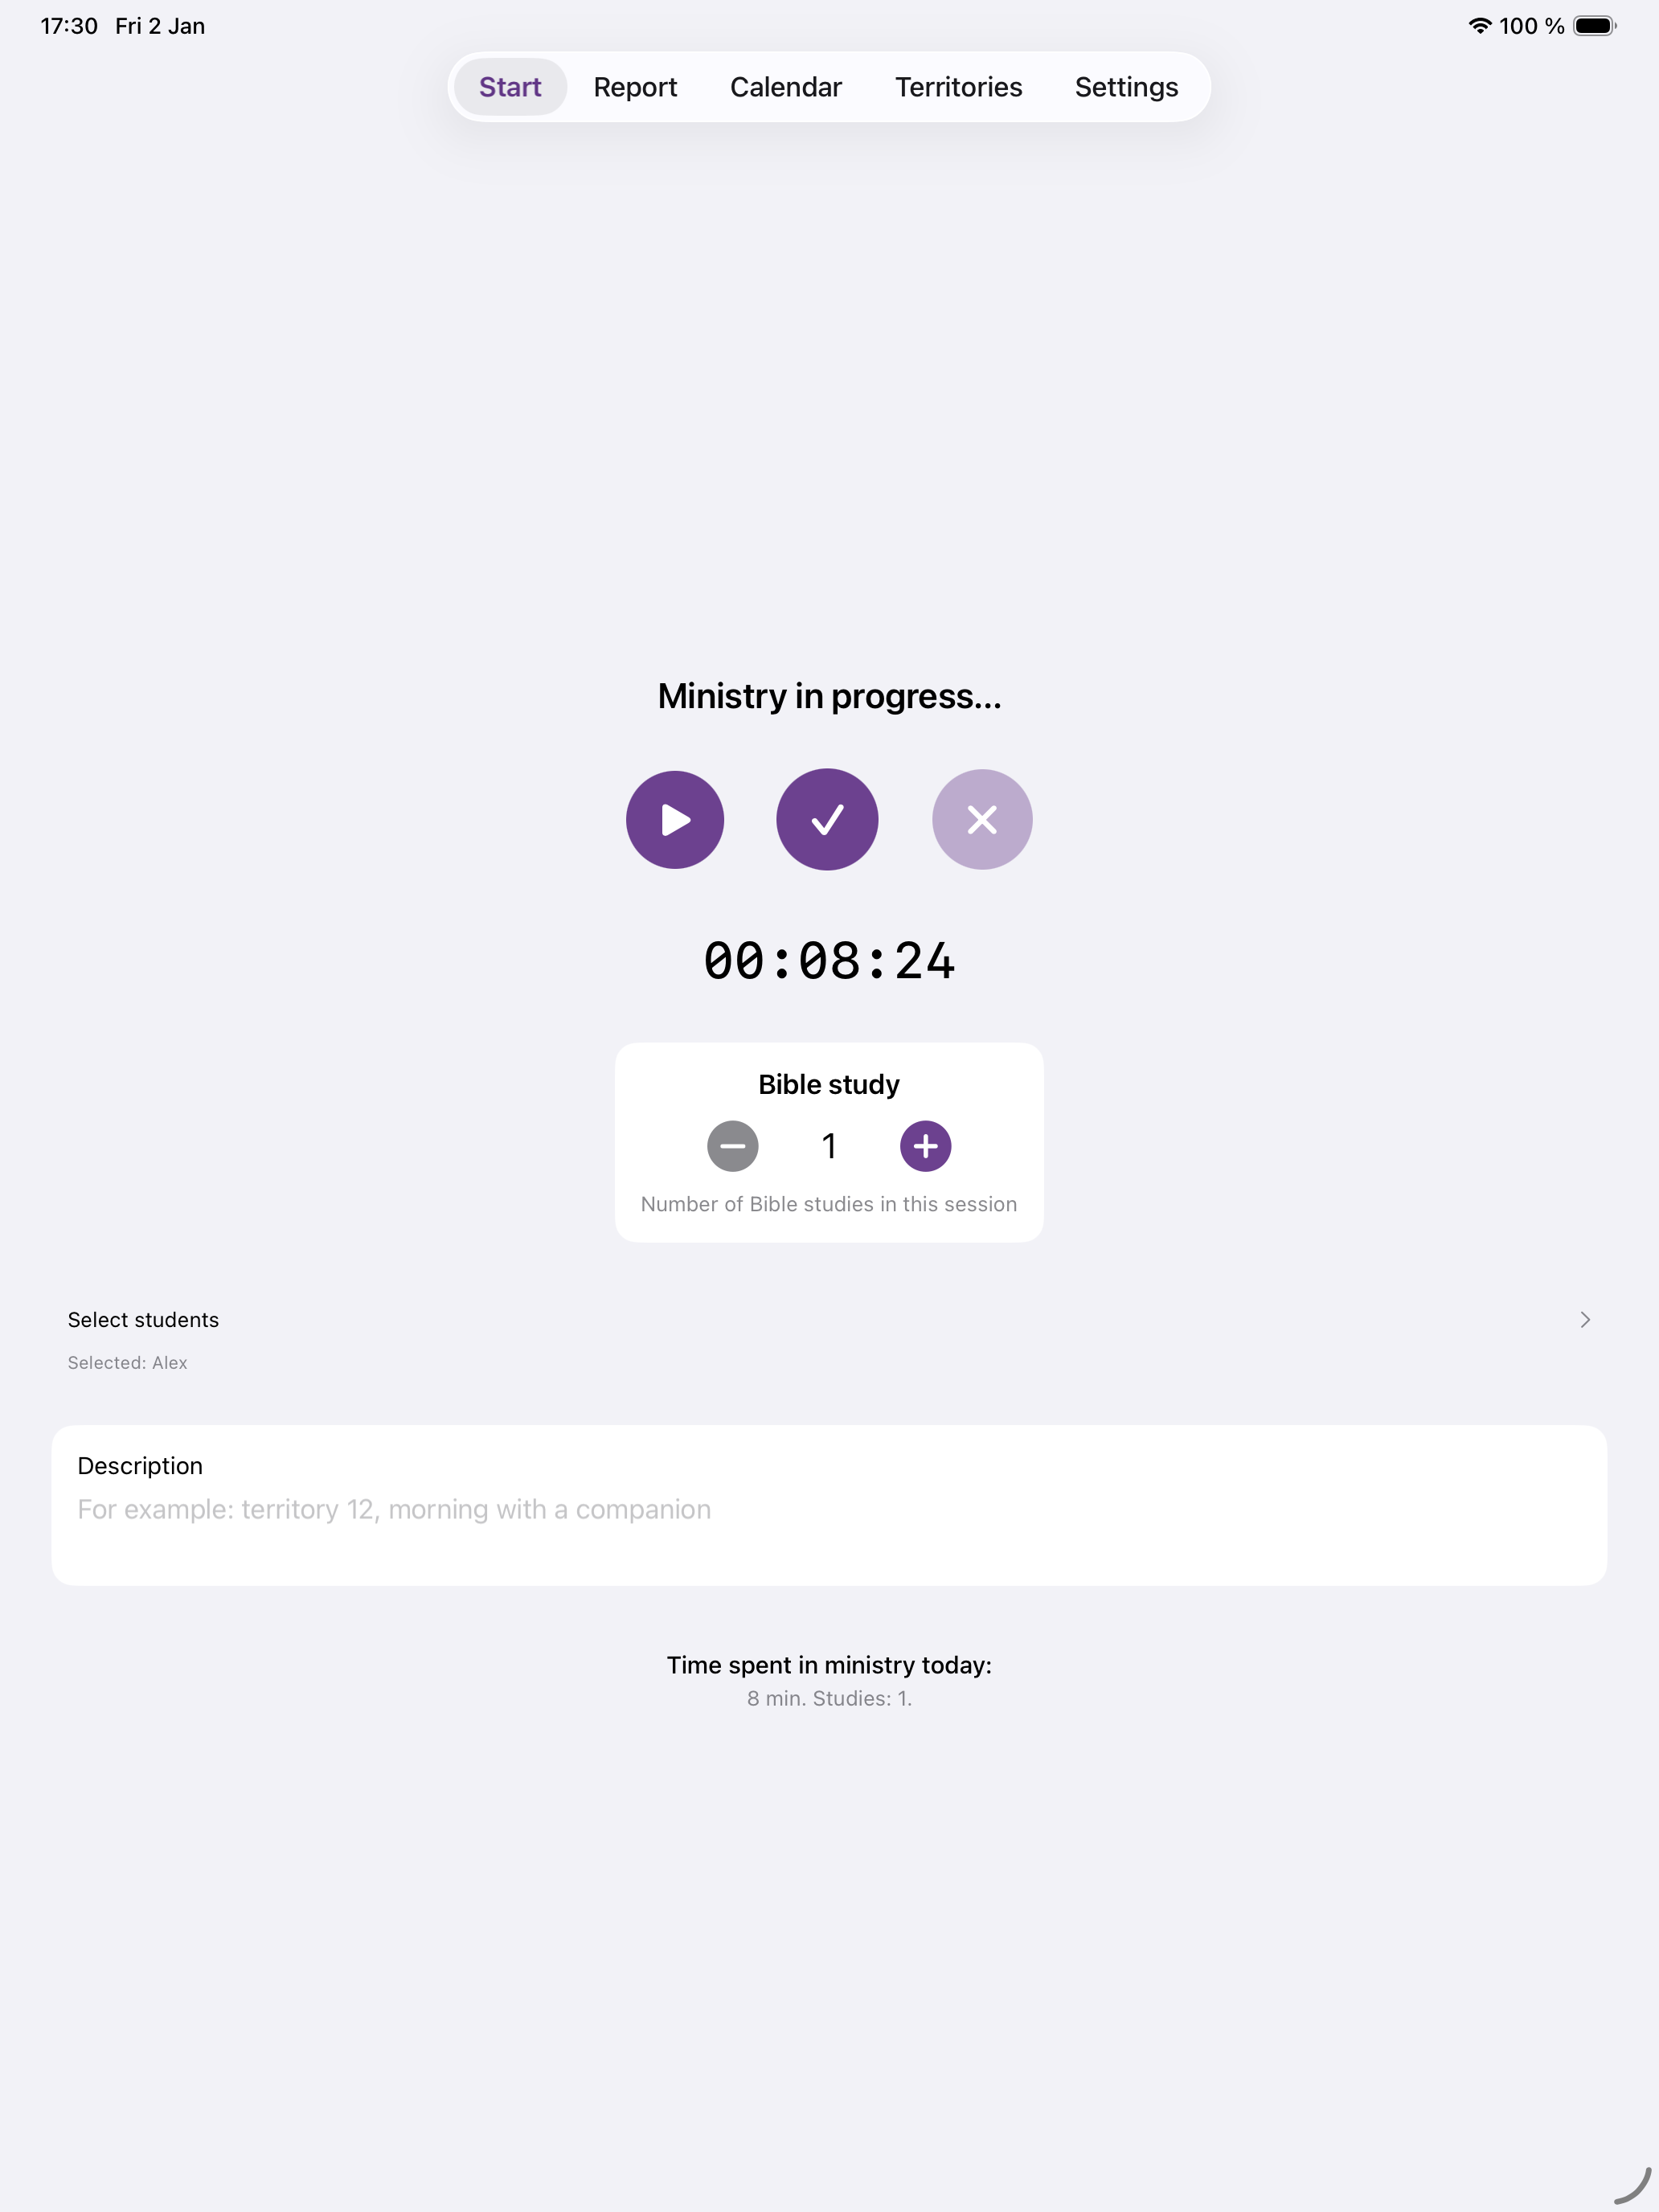 17:30 Fri 2 Jan
100 %
Start Report Calendar Territories Settings
Ministry in progress...
00:08:24
Bible study
1
Number of Bible studies in this session
Select students
Selected: Alex
Description
For example: territory 12, morning with a companion
Time spent in ministry today:
8 min. Studies: 1.